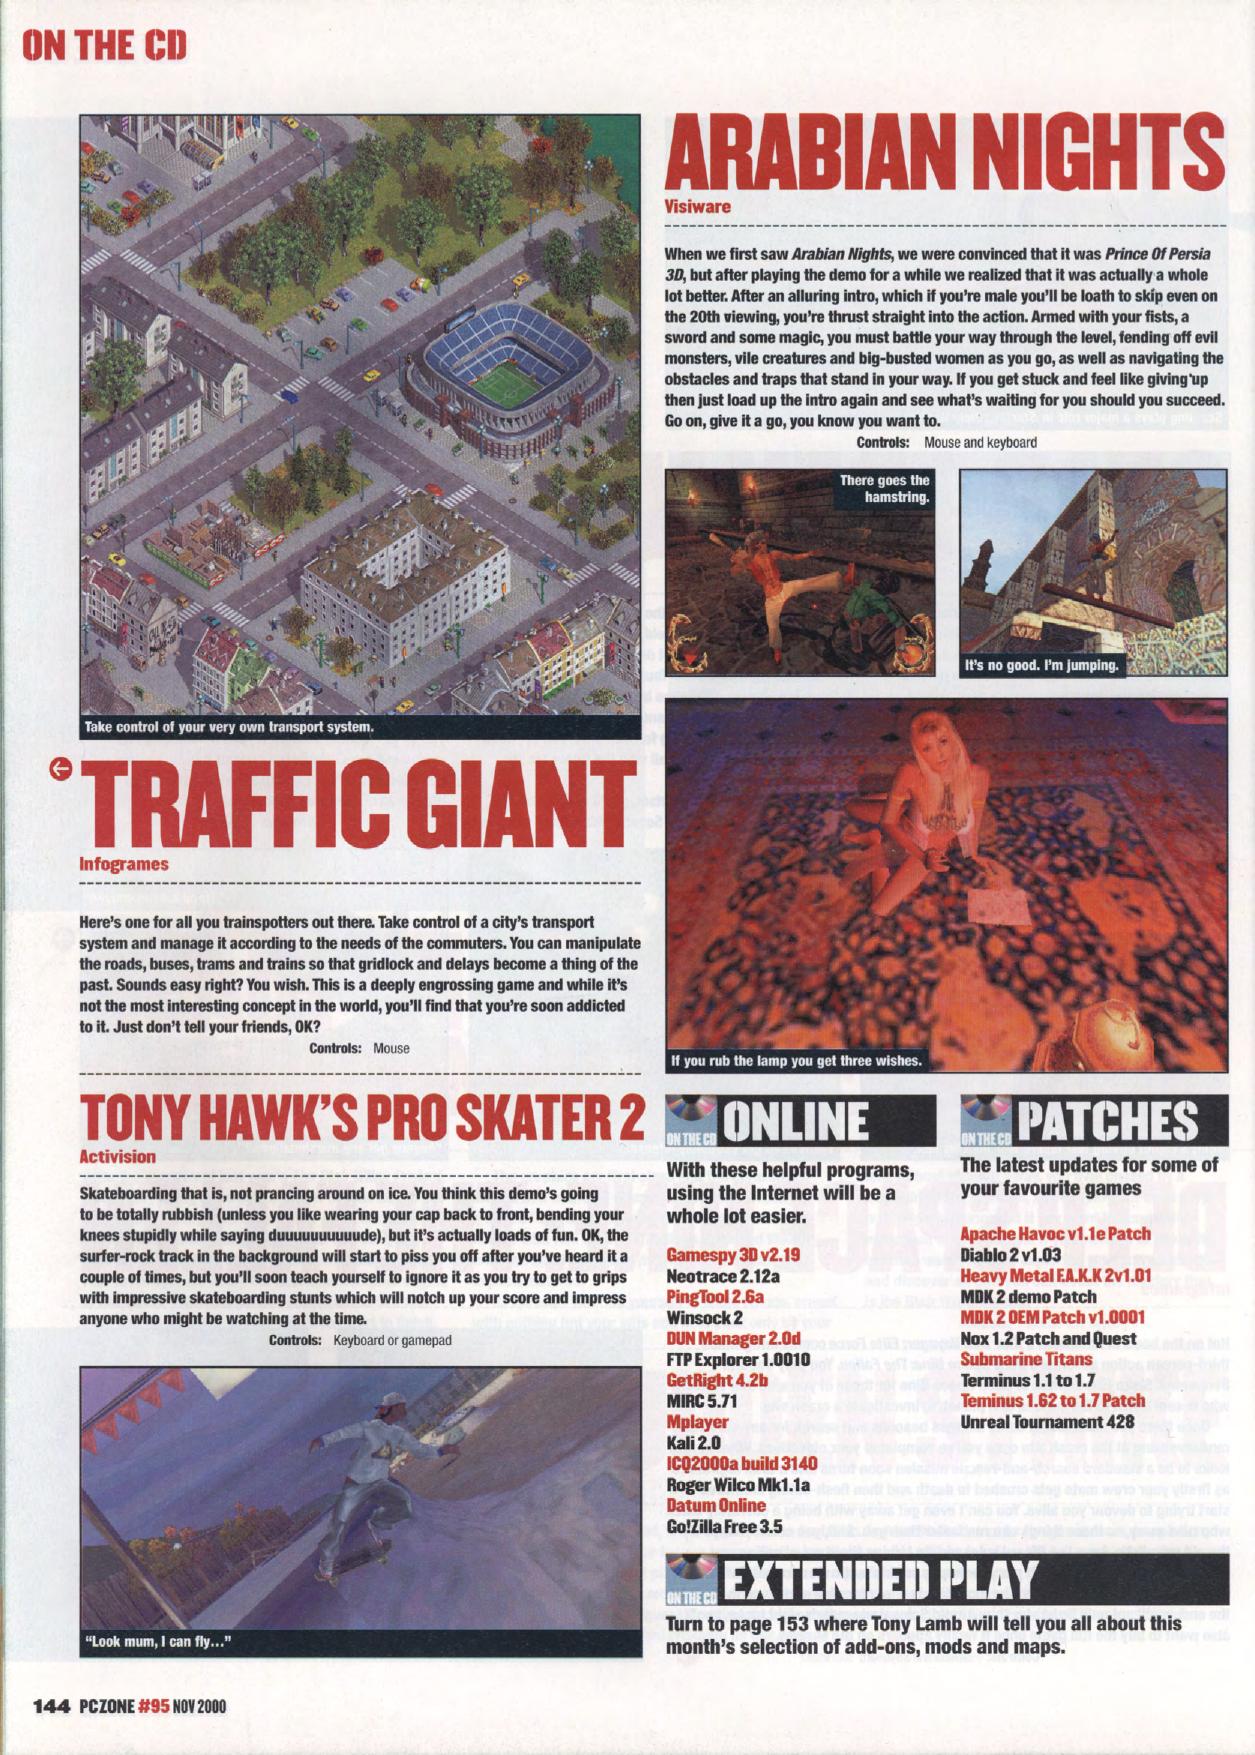 ON THE CD
Take control of your very own transport system.
TRAFFIC GIANT
Infogrames
Here's one for all you trainspotters out there. Take control of a city's transport
system and manage it according to the needs of the commuters. You can manipulate
the roads, buses, trams and trains so that gridlock and delays become a thing of the
past. Sounds easy right? You wish. This is a deeply engrossing game and while it's
not the most interesting concept in the world, you'll find that you're soon addicted
to it. Just don't tell your friends, OK?
Controls: Mouse
TONY HAWK'S PRO SKATER 2
Activision
Skateboarding that is, not prancing around on ice. You think this demo's going
to be totally rubbish (unless you like wearing your cap back to front, bending your
knees stupidly while saying duuuuuuuuuude), but it's actually loads of fun. OK, the
surfer-rock track in the background will start to piss you off after you've heard it a
couple of times, but you'll soon teach yourself to ignore it as you try to get to grips
with impressive skateboarding stunts which will notch up your score and impress
anyone who might be watching at the time.
Controls: Keyboard or gamepad
"Look mum, I can fly..."
ARABIAN NIGHTS
Visiware
When we first saw Arabian Nights, we were convinced that it was Prince Of Persia
3D, but after playing the demo for a while we realized that it was actually a whole
lot better. After an alluring intro, which if you're male you'll be loath to skip even on
the 20th viewing, you're thrust straight into the action. Armed with your fists, a
sword and some magic, you must battle your way through the level, fending off evil
monsters, vile creatures and big-busted women as you go, as well as navigating the
obstacles and traps that stand in your way. If you get stuck and feel like giving up
then just load up the intro again and see what's waiting for you should you succeed.
Go on, give it a go, you know you want to.
Controls: Mouse and keyboard
There goes the
hamstring.
It's no good. I'm jumping.
If you rub the lamp you get three wishes.
ON THE CD ONLINE
With these helpful programs,
using the Internet will be a
whole lot easier.
Gamespy 3D v2.19
Neotrace 2.12a
PingTool 2.6a
Winsock 2
DUN Manager 2.0d
FTP Explorer 1.0010
GetRight 4.2b
MIRC 5.71
Mplayer
Kali 2.0
ICQ2000a build 3140
Roger Wilco Mk1.1a
Datum Online
Go!Zilla Free 3.5
ON THE CD PATCHES
The latest updates for some of
your favourite games
Apache Havoc v1.1e Patch
Diablo 2 v1.03
Heavy Metal F.A.K.K 2v1.01
MDK 2 demo Patch
MDK 2 OEM Patch v1.0001
Nox 1.2 Patch and Quest
Submarine Titans
Terminus 1.1 to 1.7
Teminus 1.62 to 1.7 Patch
Unreal Tournament 428
ON THE CD EXTENDED PLAY
Turn to page 153 where Tony Lamb will tell you all about this
month's selection of add-ons, mods and maps.
144 PCZONE #95 NOV 2000